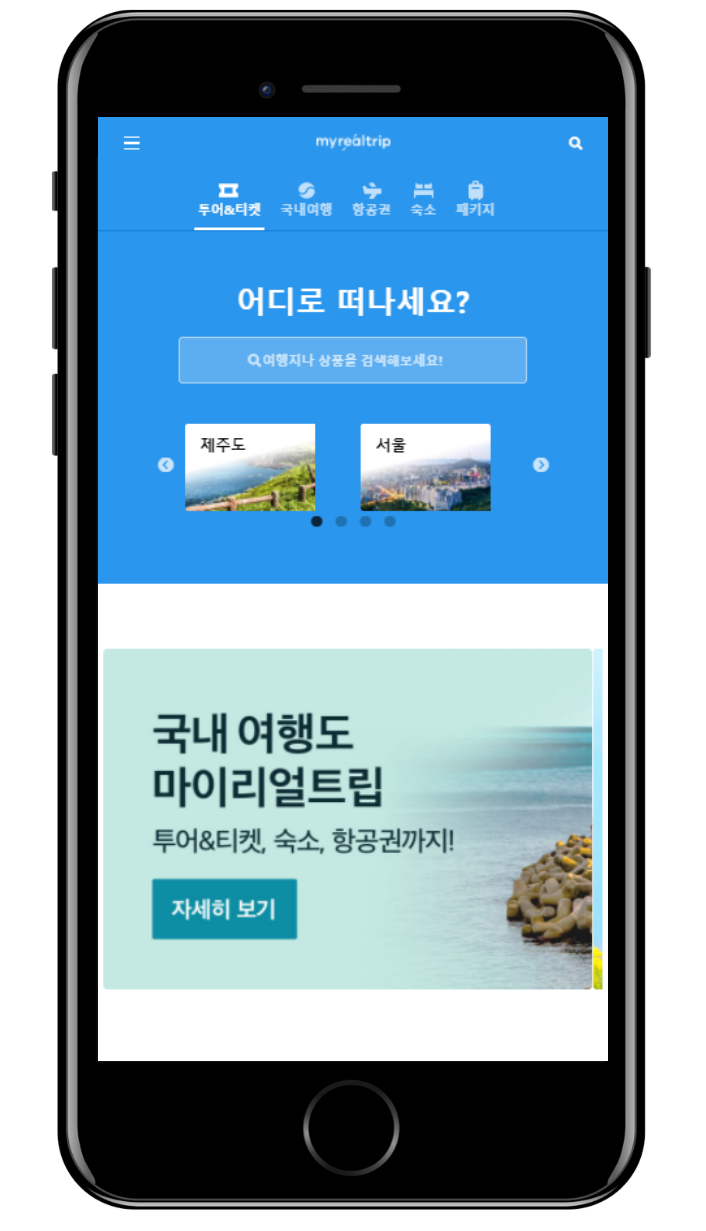 myrealtrip
투어&티켓 국내여행 항공권 숙소 패키지
어디로 떠나세요?
여행지나 상품을 검색해보세요!
제주도 서울
국내 여행도
마이리얼트립
투어&티켓, 숙소, 항공권까지!
자세히 보기